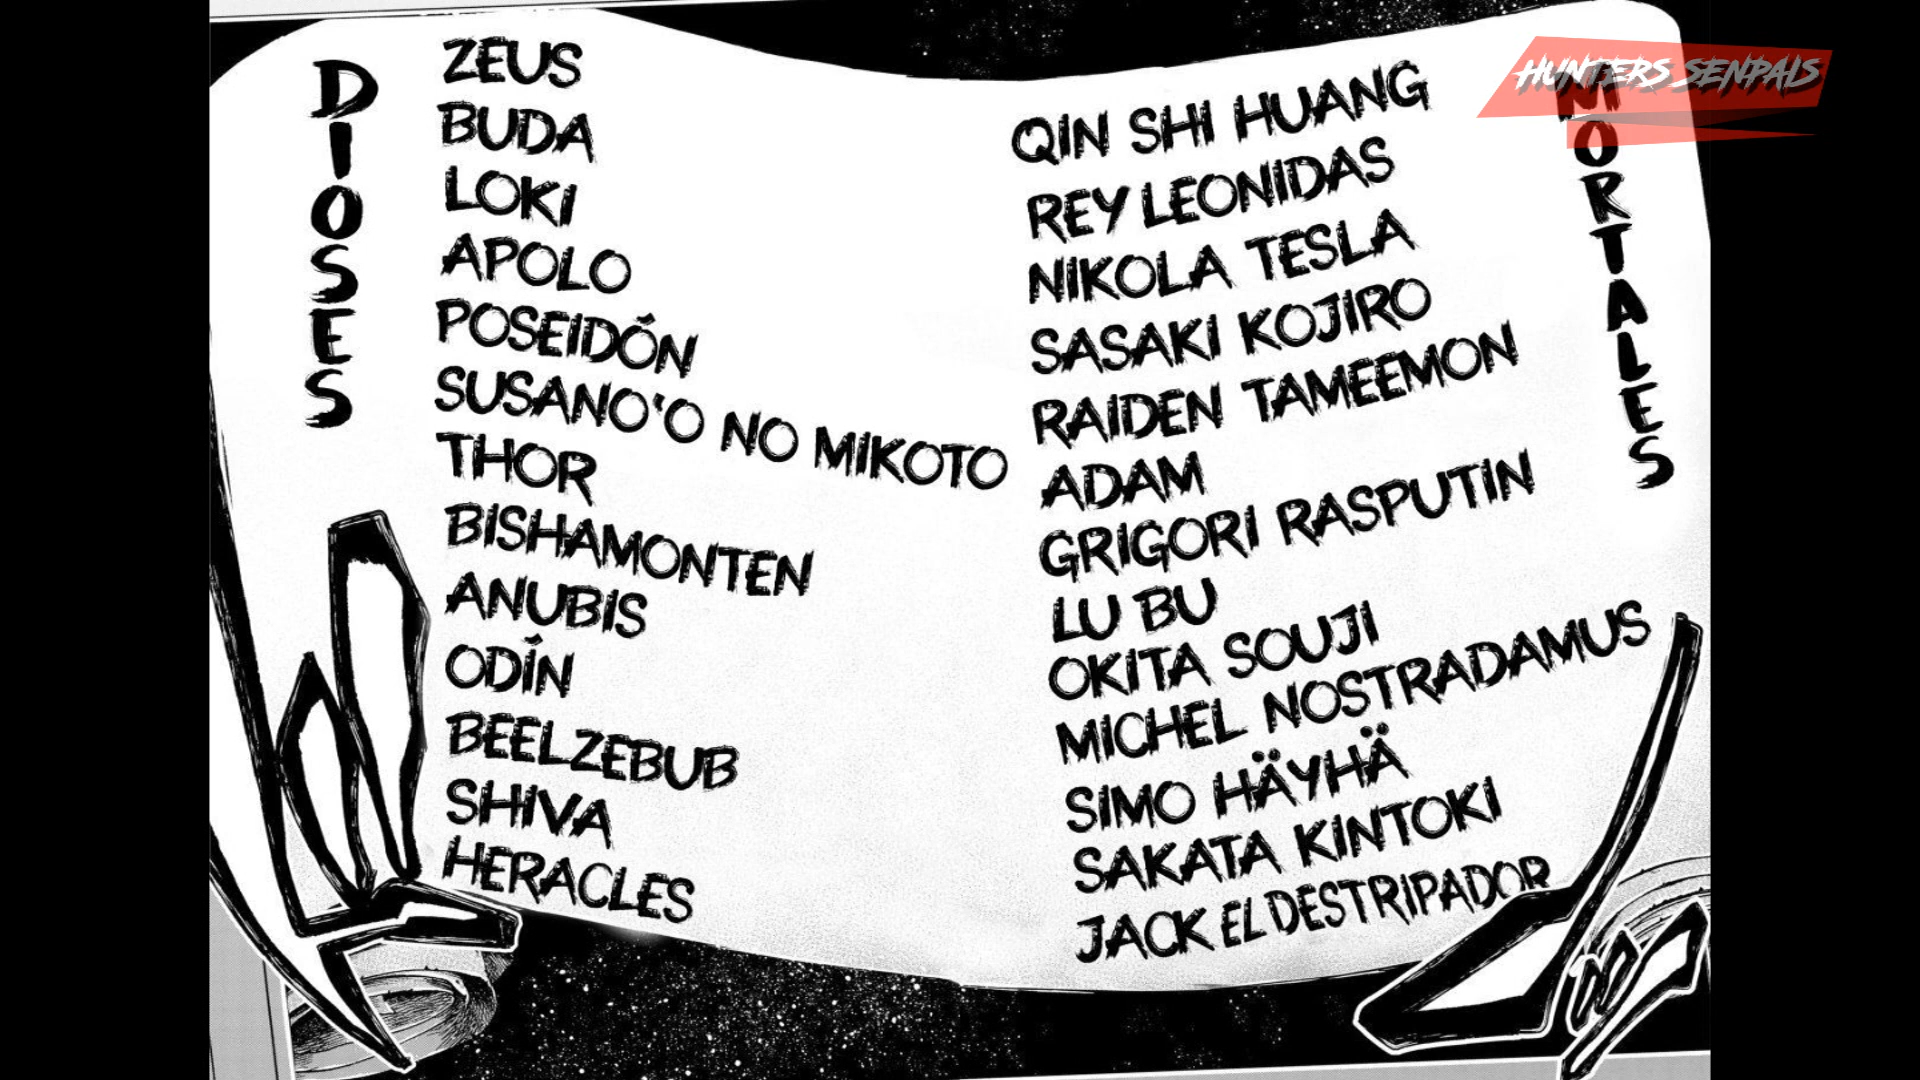 DIOSES
ZEUS
BUDA
LOKI
APOLO
POSEIDÓN
SUSANO'O NO MIKOTO
THOR
BISHAMONTEN
ANUBIS
ODÍN
BEELZEBUB
SHIVA
HERACLES
HUNTERS SENPAIS
MORTALES
QIN SHI HUANG
REY LEONIDAS
NIKOLA TESLA
SASAKI KOJIRO
RAIDEN TAMEEMON
ADAM
GRIGORI RASPUTIN
LU BU
OKITA SOUJI
MICHEL NOSTRADAMUS
SIMO HÄYHÄ
SAKATA KINTOKI
JACK EL DESTRIPADOR